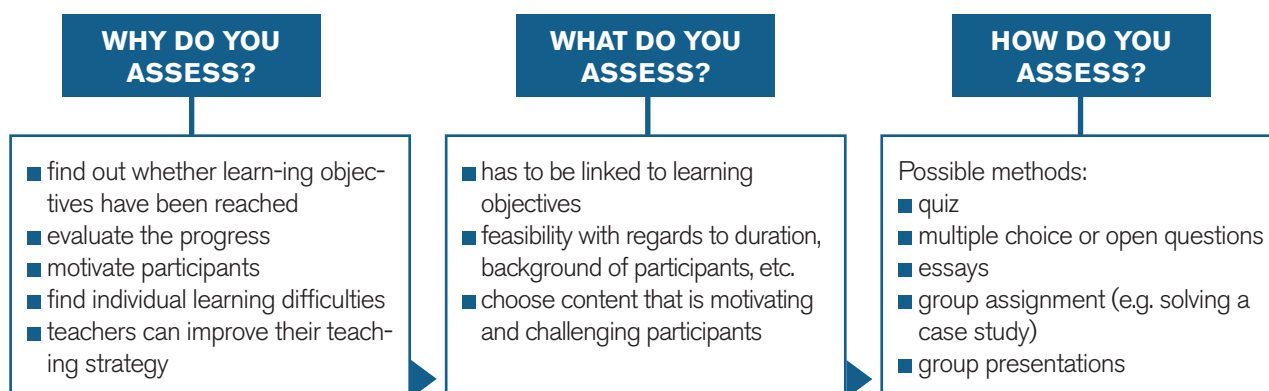 WHY DO YOU
ASSESS?
find out whether learn-ing objec-
tives have been reached
evaluate the progress
motivate participants
find individual learning difficulties
teachers can improve their teach-
ing strategy
WHAT DO YOU
ASSESS?
has to be linked to learning
objectives
feasibility with regards to duration,
background of participants, etc.
choose content that is motivating
and challenging participants
HOW DO YOU
ASSESS?
Possible methods:
quiz
multiple choice or open questions
essays
group assignment (e.g. solving a
case study)
group presentations